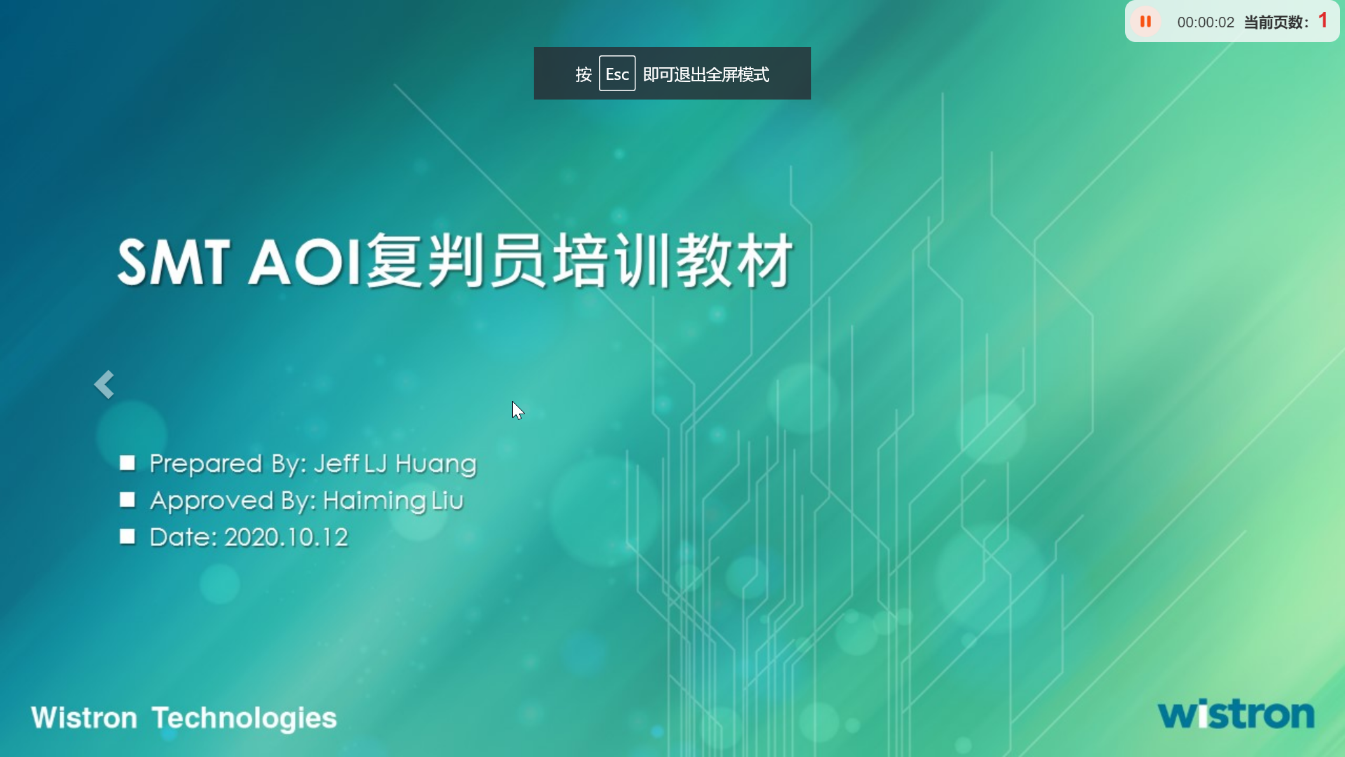 00:00:02 当前页数：1
按 Esc 即可退出全屏模式
SMT AOI复判员培训教材
Prepared By: Jeff LJ Huang
Approved By: Haiming Liu
Date: 2020.10.12
Wistron Technologies
wistron